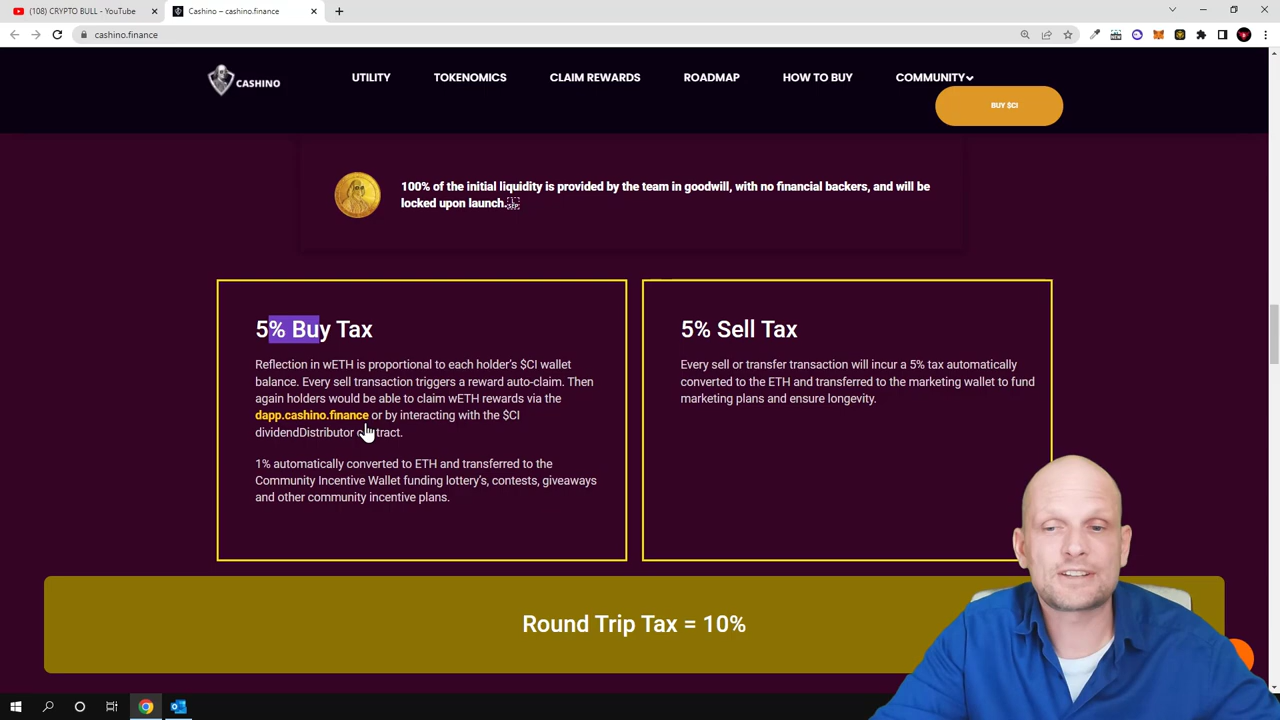 (108) CRYPTO BULL - YouTube
Cashino – cashino.finance
cashino.finance
CASHINO
UTILITY
TOKENOMICS
CLAIM REWARDS
ROADMAP
HOW TO BUY
COMMUNITY
BUY $CI
100% of the initial liquidity is provided by the team in goodwill, with no financial backers, and will be
locked upon launch.
5% Buy Tax
Reflection in wETH is proportional to each holder's $CI wallet
balance. Every sell transaction triggers a reward auto-claim. Then
again holders would be able to claim wETH rewards via the
dapp.cashino.finance or by interacting with the $CI
dividendDistributor contract.
1% automatically converted to ETH and transferred to the
Community Incentive Wallet funding lottery's, contests, giveaways
and other community incentive plans.
5% Sell Tax
Every sell or transfer transaction will incur a 5% tax automatically
converted to the ETH and transferred to the marketing wallet to fund
marketing plans and ensure longevity.
Round Trip Tax = 10%